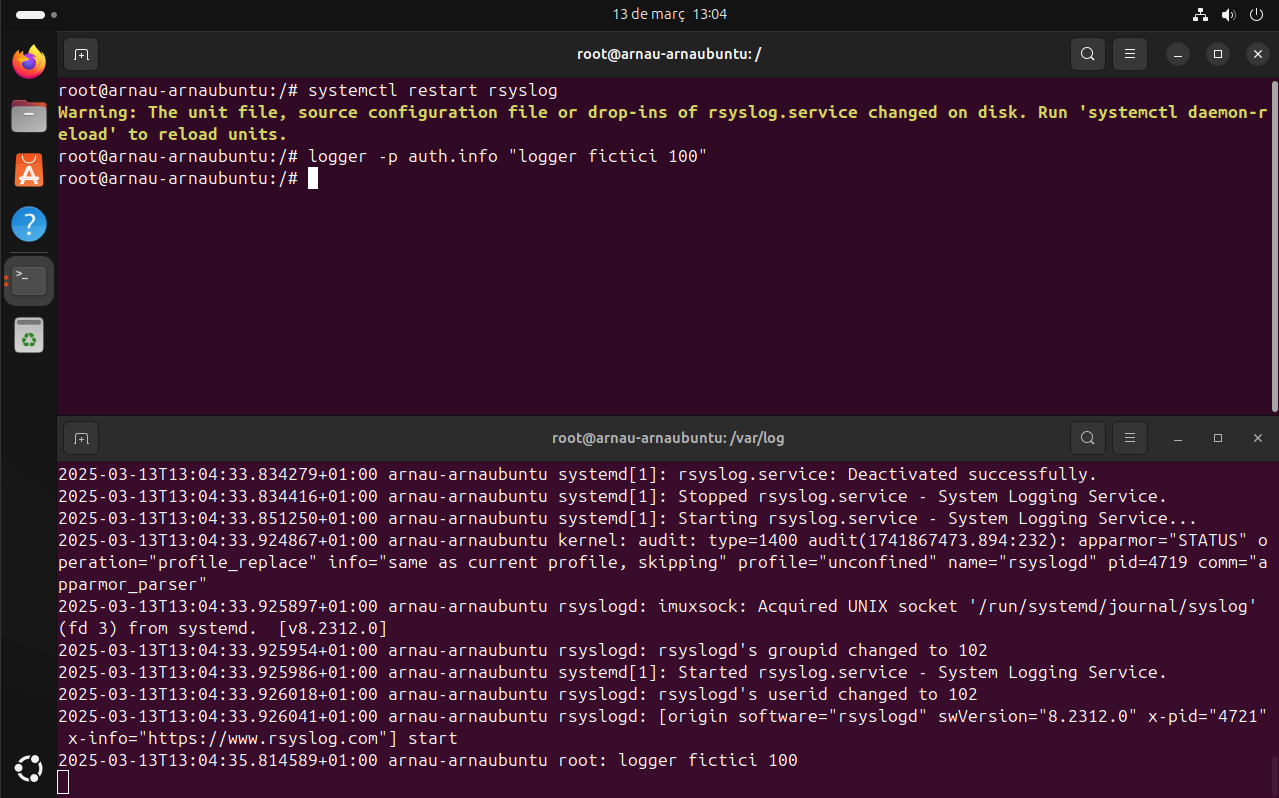 13 de març 13:04
root@arnau-arnaubuntu: /
root@arnau-arnaubuntu:/# systemctl restart rsyslog
Warning: The unit file, source configuration file or drop-ins of rsyslog.service changed on disk. Run 'systemctl daemon-r
eload' to reload units.
root@arnau-arnaubuntu:/# logger -p auth.info "logger fictici 100"
root@arnau-arnaubuntu:/#
root@arnau-arnaubuntu: /var/log
2025-03-13T13:04:33.834279+01:00 arnau-arnaubuntu systemd[1]: rsyslog.service: Deactivated successfully.
2025-03-13T13:04:33.834416+01:00 arnau-arnaubuntu systemd[1]: Stopped rsyslog.service - System Logging Service.
2025-03-13T13:04:33.851250+01:00 arnau-arnaubuntu systemd[1]: Starting rsyslog.service - System Logging Service...
2025-03-13T13:04:33.924867+01:00 arnau-arnaubuntu kernel: audit: type=1400 audit(1741867473.894:232): apparmor="STATUS" o
peration="profile_replace" info="same as current profile, skipping" profile="unconfined" name="rsyslogd" pid=4719 comm="a
pparmor_parser"
2025-03-13T13:04:33.925897+01:00 arnau-arnaubuntu rsyslogd: imuxsock: Acquired UNIX socket '/run/systemd/journal/syslog'
(fd 3) from systemd.  [v8.2312.0]
2025-03-13T13:04:33.925954+01:00 arnau-arnaubuntu rsyslogd: rsyslogd's groupid changed to 102
2025-03-13T13:04:33.925986+01:00 arnau-arnaubuntu systemd[1]: Started rsyslog.service - System Logging Service.
2025-03-13T13:04:33.926018+01:00 arnau-arnaubuntu rsyslogd: rsyslogd's userid changed to 102
2025-03-13T13:04:33.926041+01:00 arnau-arnaubuntu rsyslogd: [origin software="rsyslogd" swVersion="8.2312.0" x-pid="4721"
 x-info="https://www.rsyslog.com"] start
2025-03-13T13:04:35.814589+01:00 arnau-arnaubuntu root: logger fictici 100